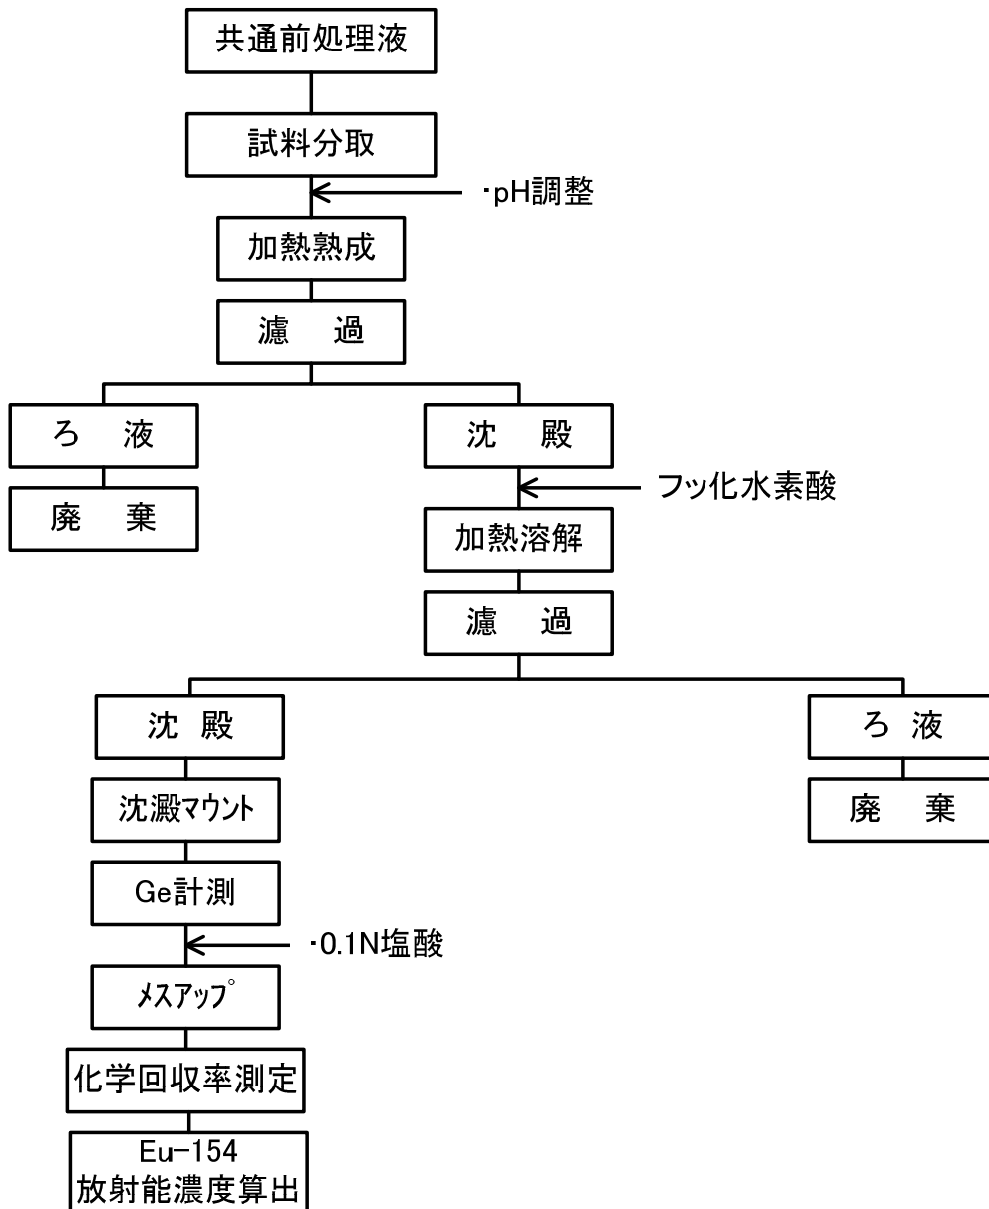 共通前処理液
試料分取
・pH調整
加熱熟成
濾 過
ろ 液
沈 殿
廃 棄
フッ化水素酸
加熱溶解
濾 過
沈 殿
ろ 液
沈澱マウント
廃 棄
Ge計測
・0.1N塩酸
メスアップ
化学回収率測定
Eu-154
放射能濃度算出